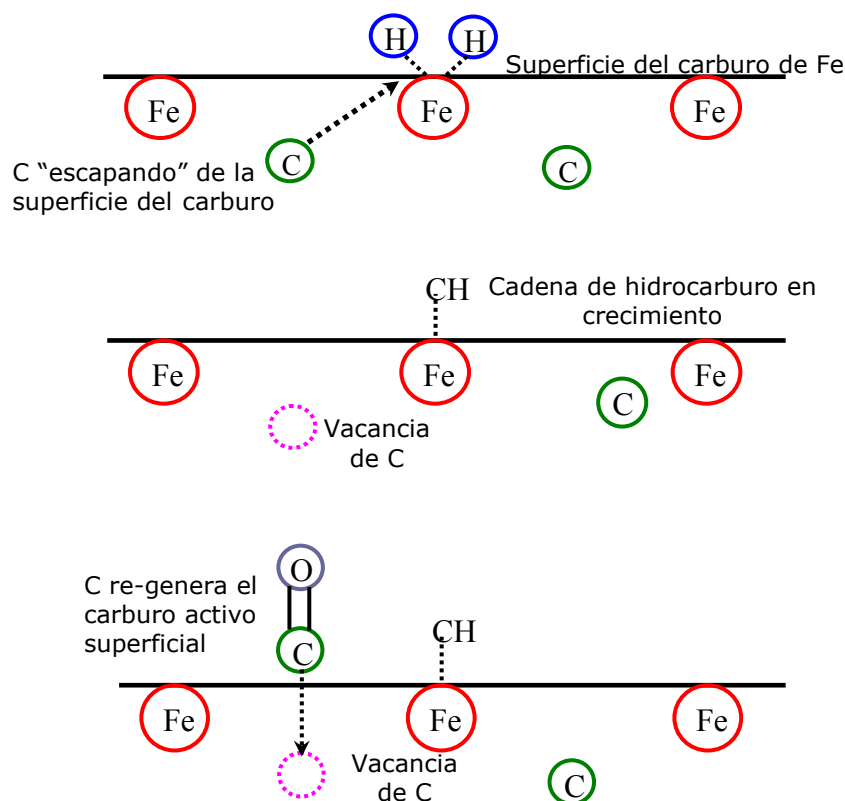 H H
Superficie del carburo de Fe
Fe Fe Fe
C “escapando” de la
superficie del carburo
C C
CH
Cadena de hidrocarburo en
crecimiento
Fe Fe Fe
C
Vacancia
de C
O
C re-genera el
carburo activo
superficial
C
CH
Fe Fe Fe
Vacancia
de C
C